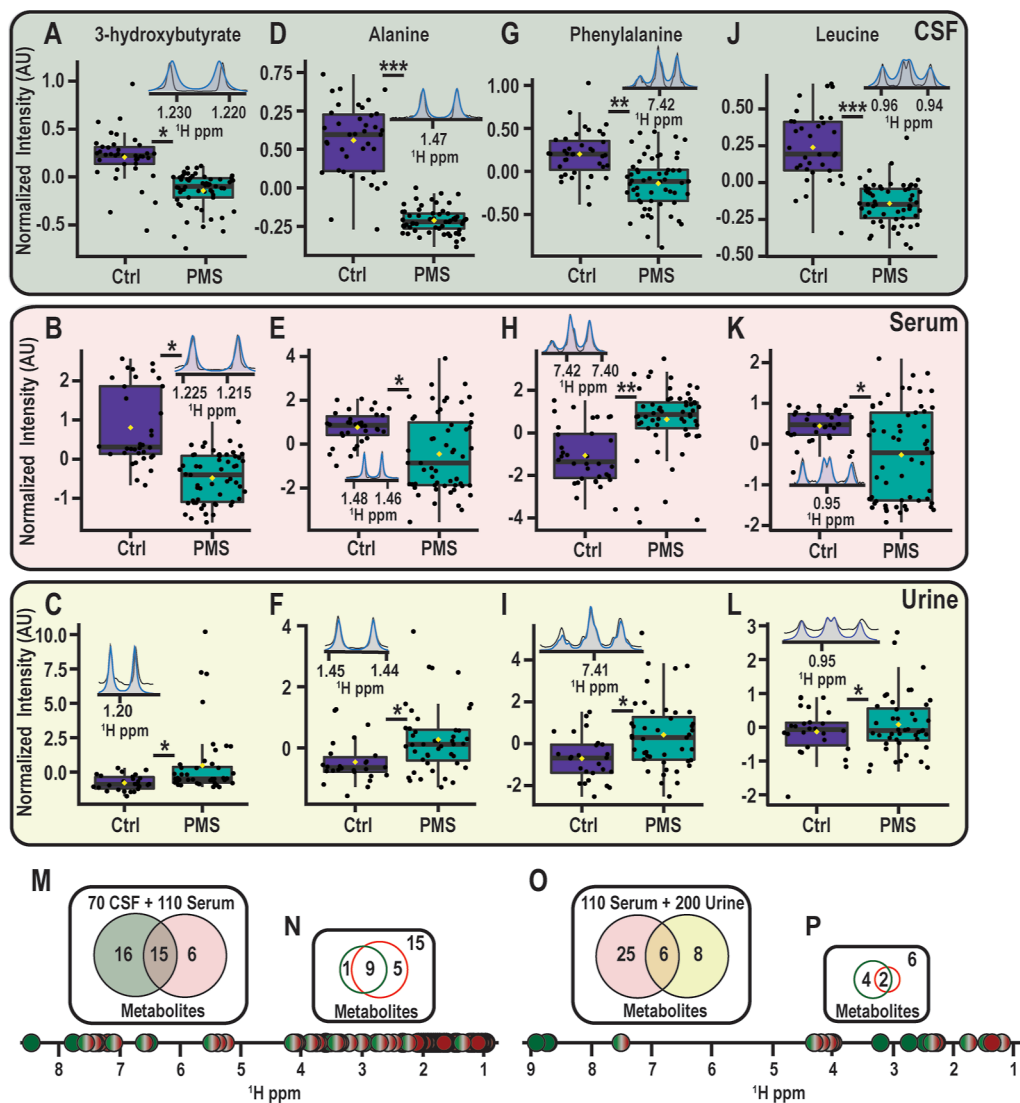 A
3-hydroxybutyrate
D
Alanine
G
Phenylalanine
J
Leucine
CSF
Normalized Intensity (AU)
1.0
0.5
0.0
-0.5
*
1.230
1.220
¹H ppm
Ctrl
PMS
0.75
0.50
0.00
-0.25
***
1.47
¹H ppm
Ctrl
PMS
1.00
0.50
0.00
-0.50
**
7.42
¹H ppm
Ctrl
PMS
0.50
0.25
0.00
-0.25
-0.50
***
0.96
0.94
¹H ppm
Ctrl
PMS
B
E
H
K
Serum
Normalized Intensity (AU)
2
1
0
-1
*
1.225
1.215
¹H ppm
Ctrl
PMS
4
2
0
-2
*
1.48
1.46
¹H ppm
Ctrl
PMS
4
2
0
-2
-4
**
7.42
7.40
¹H ppm
Ctrl
PMS
2
1
0
-1
-2
*
0.95
¹H ppm
Ctrl
PMS
C
F
I
L
Urine
Normalized Intensity (AU)
10.0
7.5
5.0
2.5
0.0
*
1.20
¹H ppm
Ctrl
PMS
4
2
0
*
1.45
1.44
¹H ppm
Ctrl
PMS
4
2
0
-2
*
7.41
¹H ppm
Ctrl
PMS
3
2
1
0
-1
-2
*
0.95
¹H ppm
Ctrl
PMS
M
70 CSF + 110 Serum
16 15 6
Metabolites
N
15
1 9 5
Metabolites
8 7 6 5 4 3 2 1
¹H ppm
O
110 Serum + 200 Urine
25 6 8
Metabolites
P
6
4 2
Metabolites
9 8 7 6 5 4 3 2 1
¹H ppm